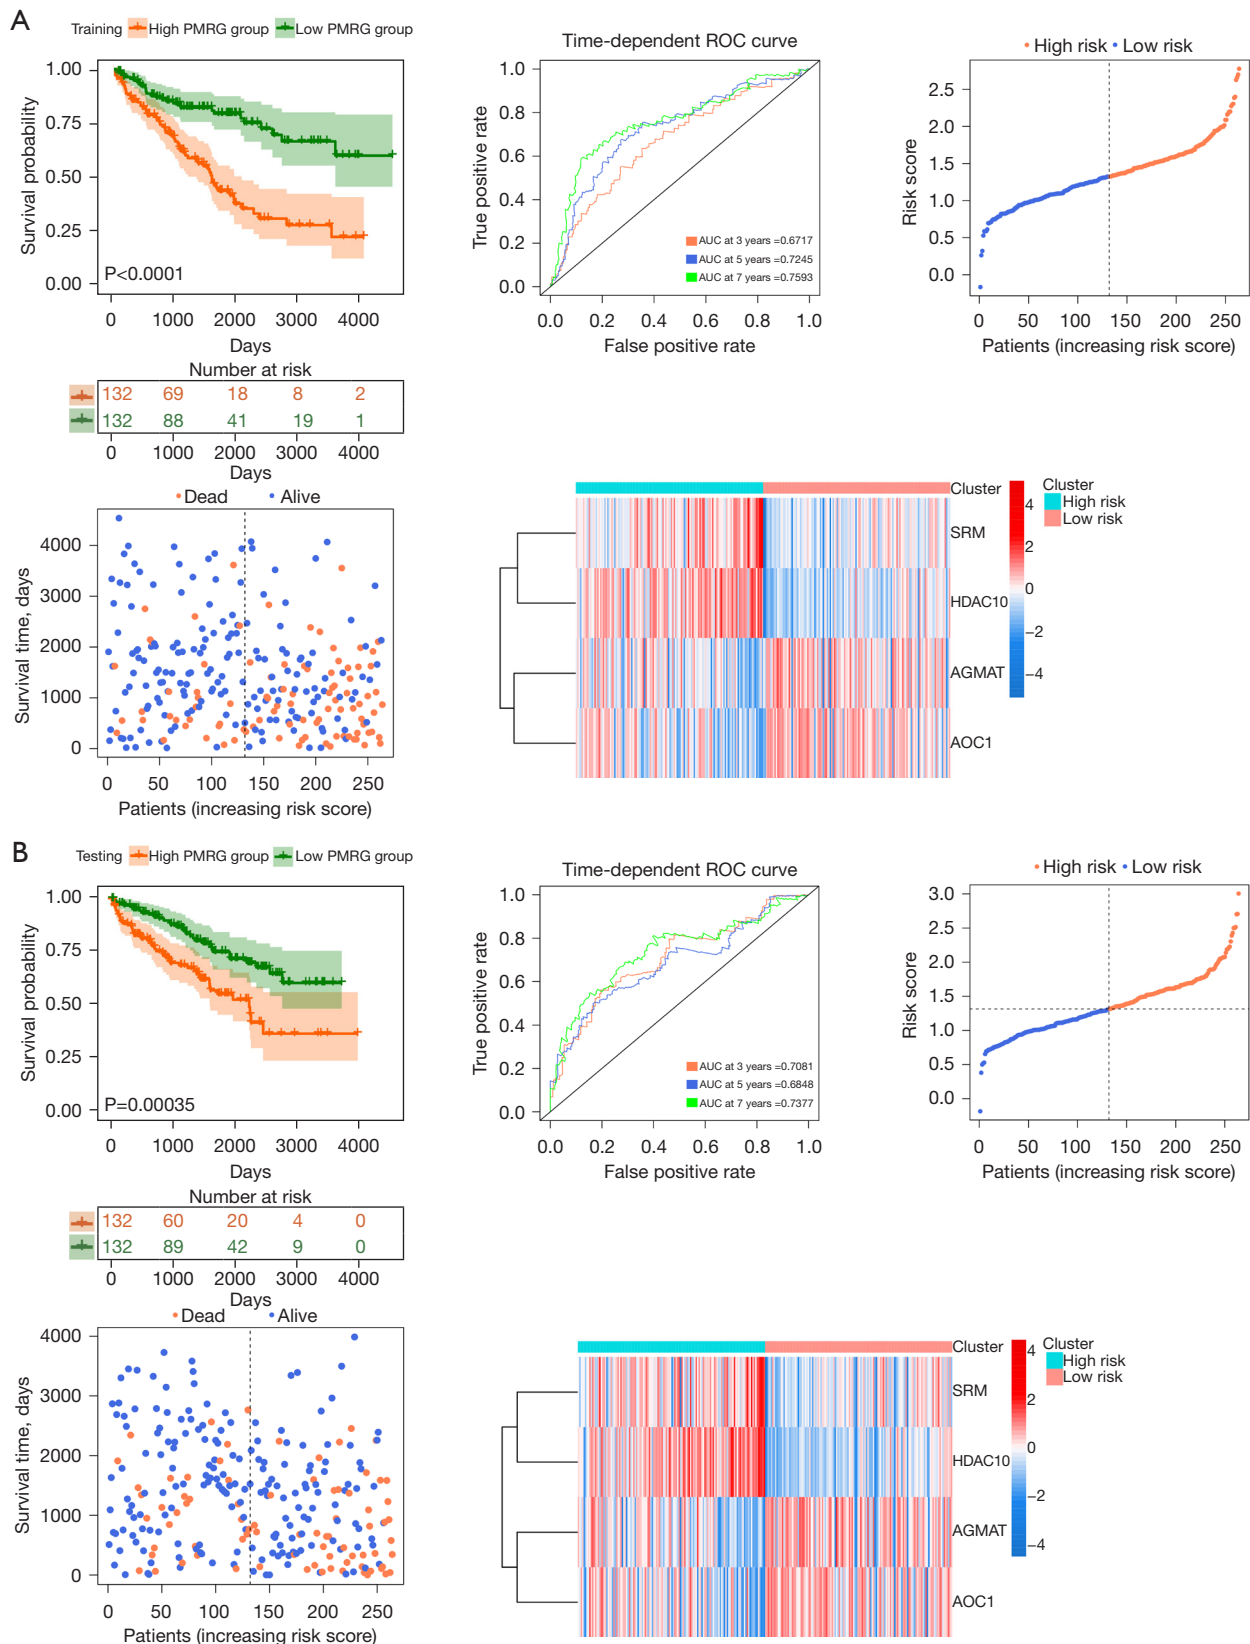 A
Training High PMRG group Low PMRG group
Survival probability
1.00
0.75
0.50
0.25
0.00
P<0.0001
0 1000 2000 3000 4000
Days
Number at risk
132 69 18 8 2
132 88 41 19 1
0 1000 2000 3000 4000
Days
Time-dependent ROC curve
True positive rate
1.0
0.8
0.6
0.4
0.2
0.0
AUC at 3 years =0.6717
AUC at 5 years =0.7245
AUC at 7 years =0.7593
0.0 0.2 0.4 0.6 0.8 1.0
False positive rate
High risk Low risk
Risk score
2.5
2.0
1.5
1.0
0.5
0.0
0 50 100 150 200 250
Patients (increasing risk score)
Dead Alive
Survival time, days
4000
3000
2000
1000
0
0 50 100 150 200 250
Patients (increasing risk score)
Cluster
SRM
HDAC10
AGMAT
AOC1
4
2
0
−2
−4
Cluster
High risk
Low risk
B
Testing High PMRG group Low PMRG group
Survival probability
1.00
0.75
0.50
0.25
0.00
P=0.00035
0 1000 2000 3000 4000
Days
Number at risk
132 60 20 4 0
132 89 42 9 0
0 1000 2000 3000 4000
Days
Time-dependent ROC curve
True positive rate
1.0
0.8
0.6
0.4
0.2
0.0
AUC at 3 years =0.7081
AUC at 5 years =0.6848
AUC at 7 years =0.7377
0.0 0.2 0.4 0.6 0.8 1.0
False positive rate
High risk Low risk
Risk score
3.0
2.5
2.0
1.5
1.0
0.5
0.0
0 50 100 150 200 250
Patients (increasing risk score)
Dead Alive
Survival time, days
4000
3000
2000
1000
0
0 50 100 150 200 250
Patients (increasing risk score)
Cluster
SRM
HDAC10
AGMAT
AOC1
4
2
0
−2
−4
Cluster
High risk
Low risk